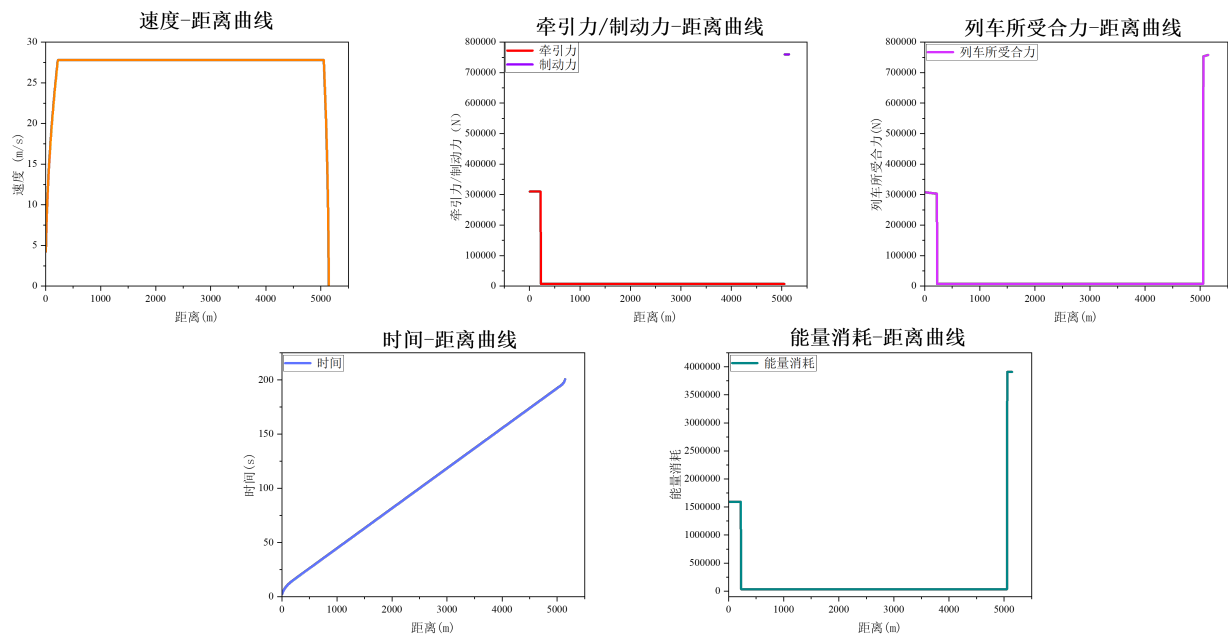 速度-距离曲线
30
25
20
15
10
5
0
速度 (m/s)
0 1000 2000 3000 4000 5000
距离(m)
牵引力/制动力-距离曲线
牵引力
制动力
800000
700000
600000
500000
400000
300000
200000
100000
0
牵引力/制动力（N）
0 1000 2000 3000 4000 5000
距离(m)
列车所受合力-距离曲线
列车所受合力
800000
700000
600000
500000
400000
300000
200000
100000
0
列车所受合力(N)
0 1000 2000 3000 4000 5000
距离(m)
时间-距离曲线
时间
200
150
100
50
0
时间(s)
0 1000 2000 3000 4000 5000
距离(m)
能量消耗-距离曲线
能量消耗
4000000
3500000
3000000
2500000
2000000
1500000
1000000
500000
0
能量消耗
0 1000 2000 3000 4000 5000
距离(m)